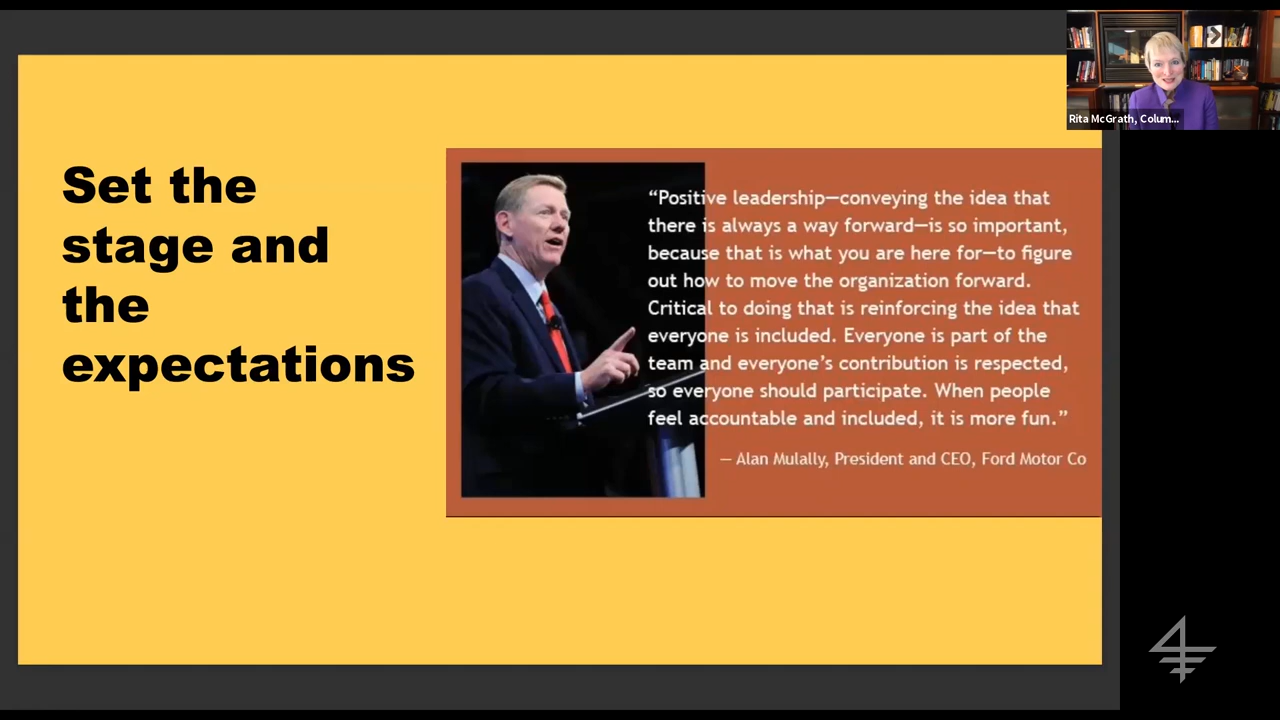 Rita McGrath, Colum...
Set the
stage and
the
expectations
“Positive leadership—conveying the idea that
there is always a way forward—is so important,
because that is what you are here for—to figure
out how to move the organization forward.
Critical to doing that is reinforcing the idea that
everyone is included. Everyone is part of the
team and everyone’s contribution is respected,
so everyone should participate. When people
feel accountable and included, it is more fun.”
— Alan Mulally, President and CEO, Ford Motor Co